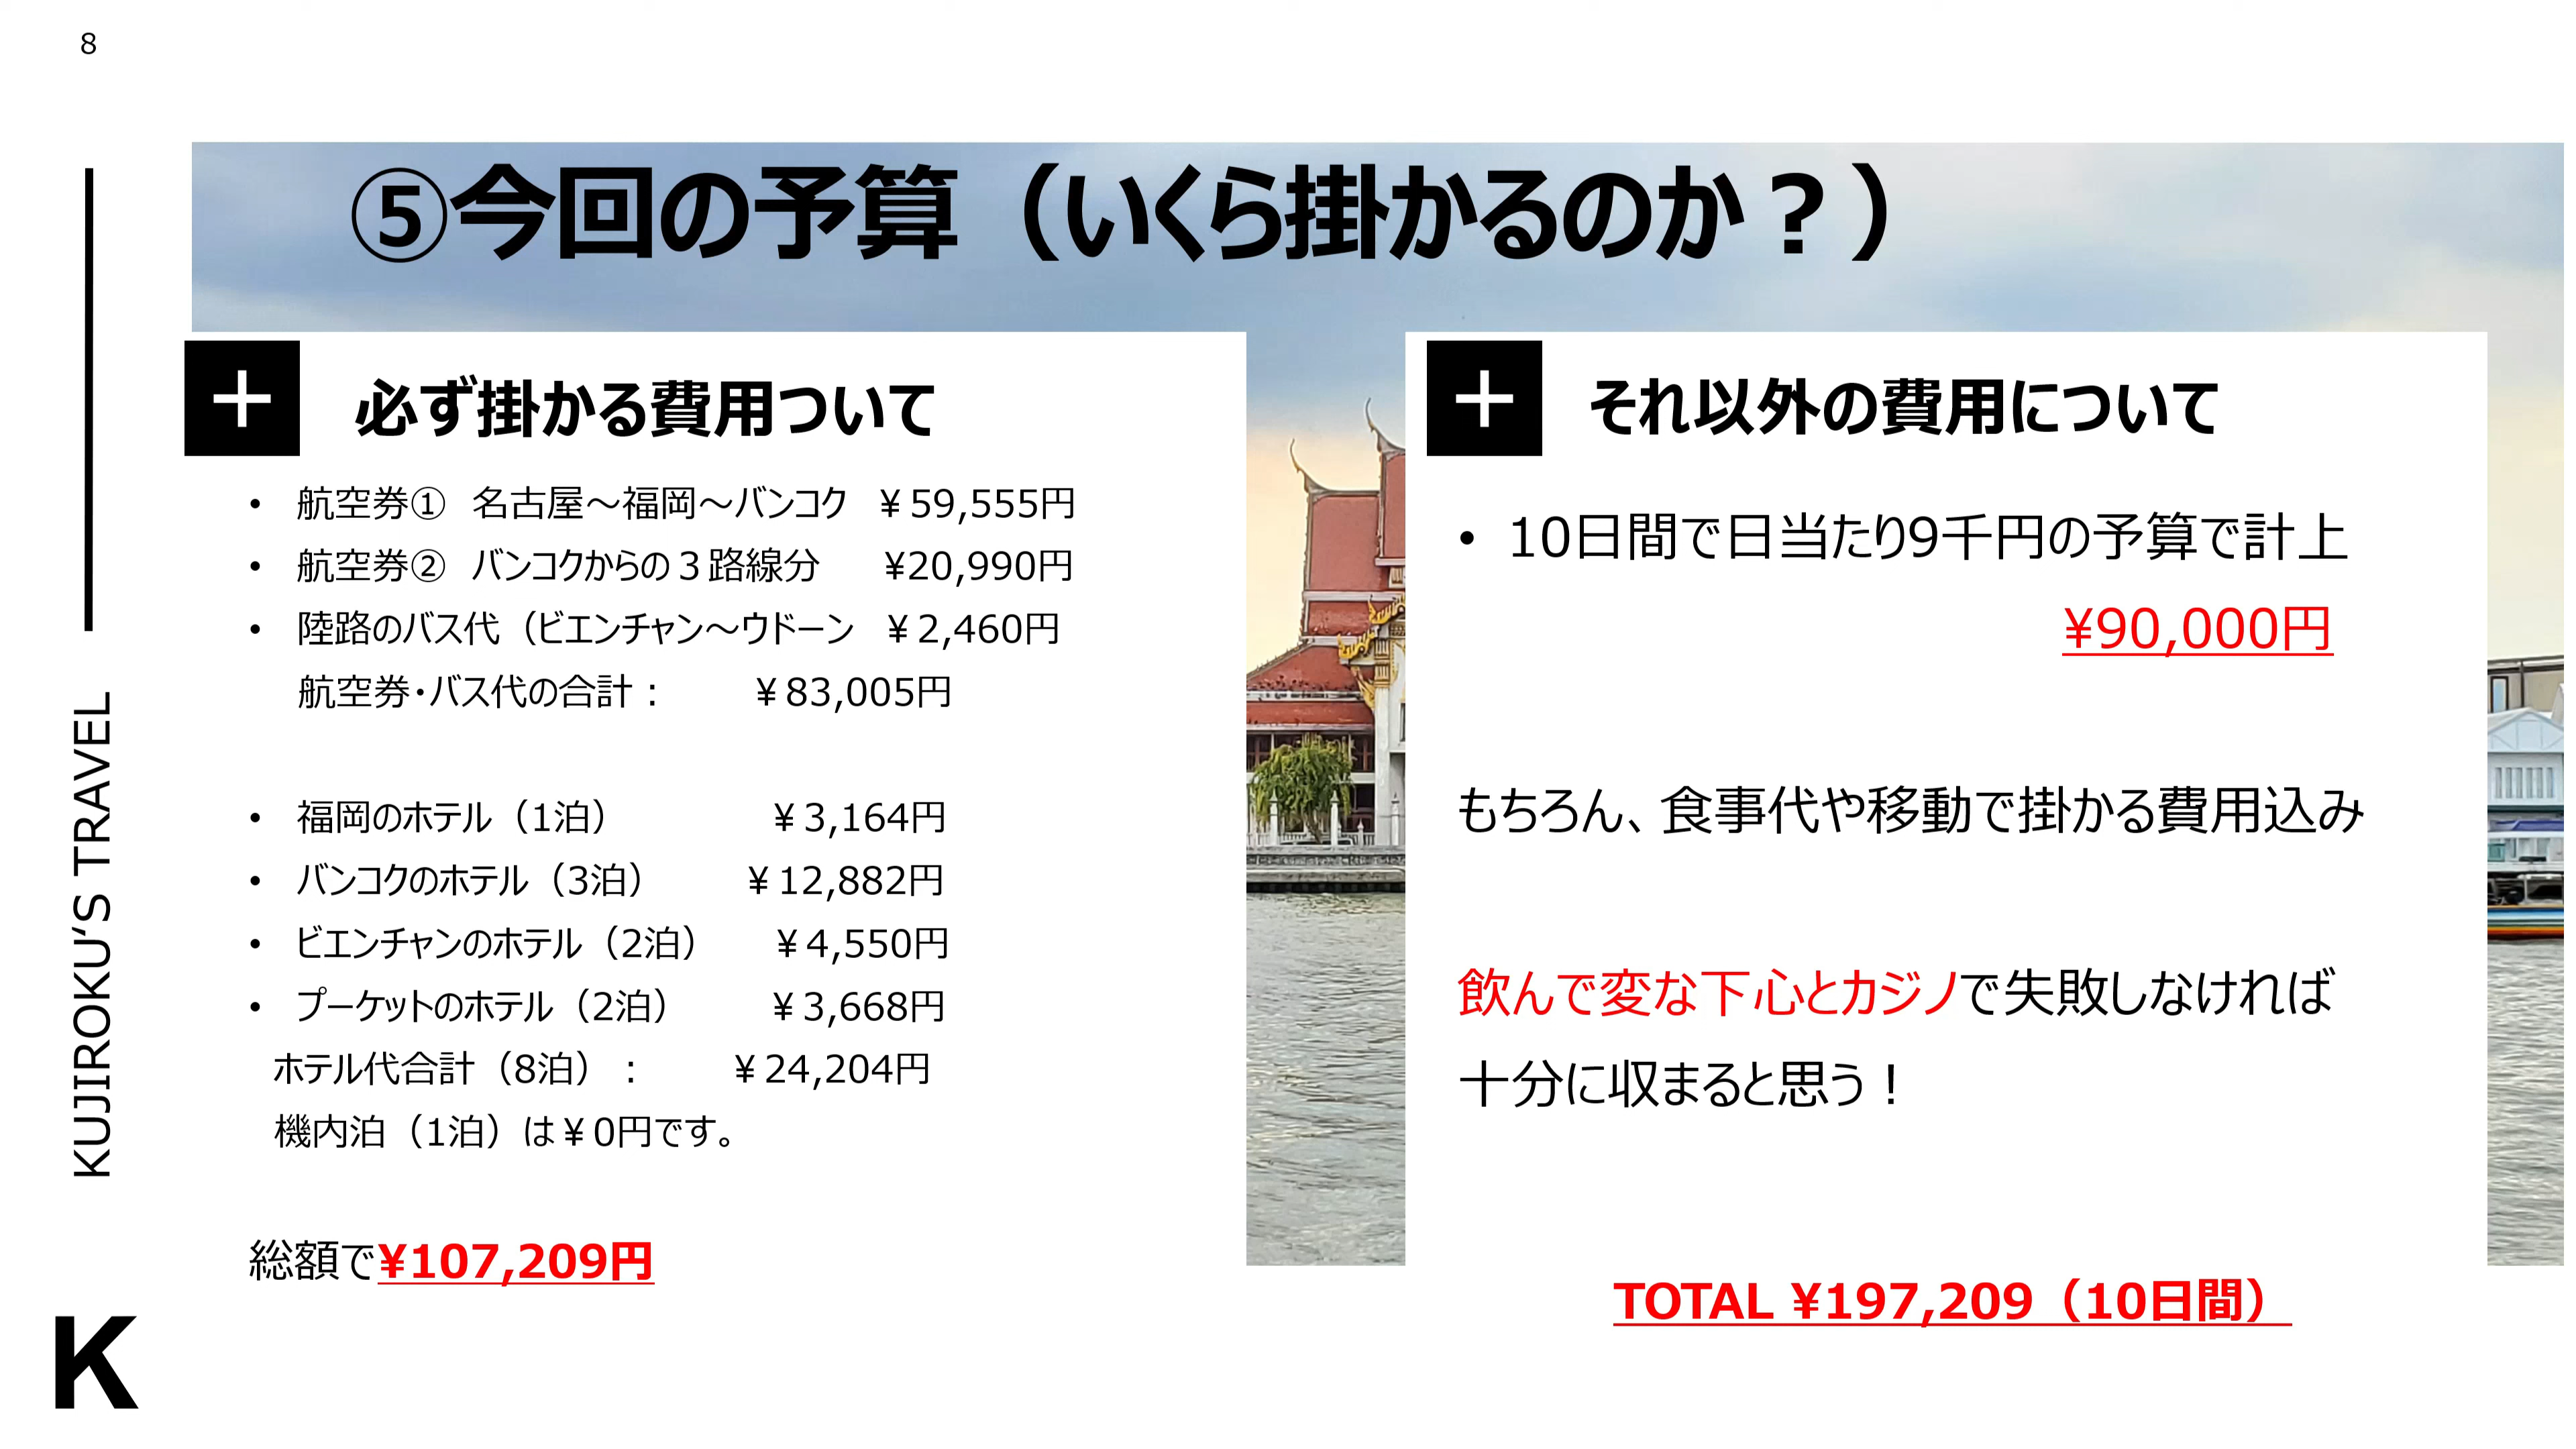 8
⑤今回の予算（いくら掛かるのか？）
必ず掛かる費用ついて
• 航空券①　名古屋～福岡～バンコク　￥59,555円
• 航空券②　バンコクからの３路線分　¥20,990円
• 陸路のバス代（ビエンチャン～ウドーン　￥2,460円
航空券・バス代の合計：　￥83,005円
• 福岡のホテル（1泊）　￥3,164円
• バンコクのホテル（3泊）　￥12,882円
• ビエンチャンのホテル（2泊）　￥4,550円
• プーケットのホテル（2泊）　￥3,668円
ホテル代合計（8泊）：　￥24,204円
機内泊（1泊）は￥0円です。
総額で¥107,209円
それ以外の費用について
• 10日間で日当たり9千円の予算で計上
¥90,000円
もちろん、食事代や移動で掛かる費用込み
飲んで変な下心とカジノで失敗しなければ
十分に収まると思う！
TOTAL ¥197,209（10日間）
KUJIROKU‘S TRAVEL
K